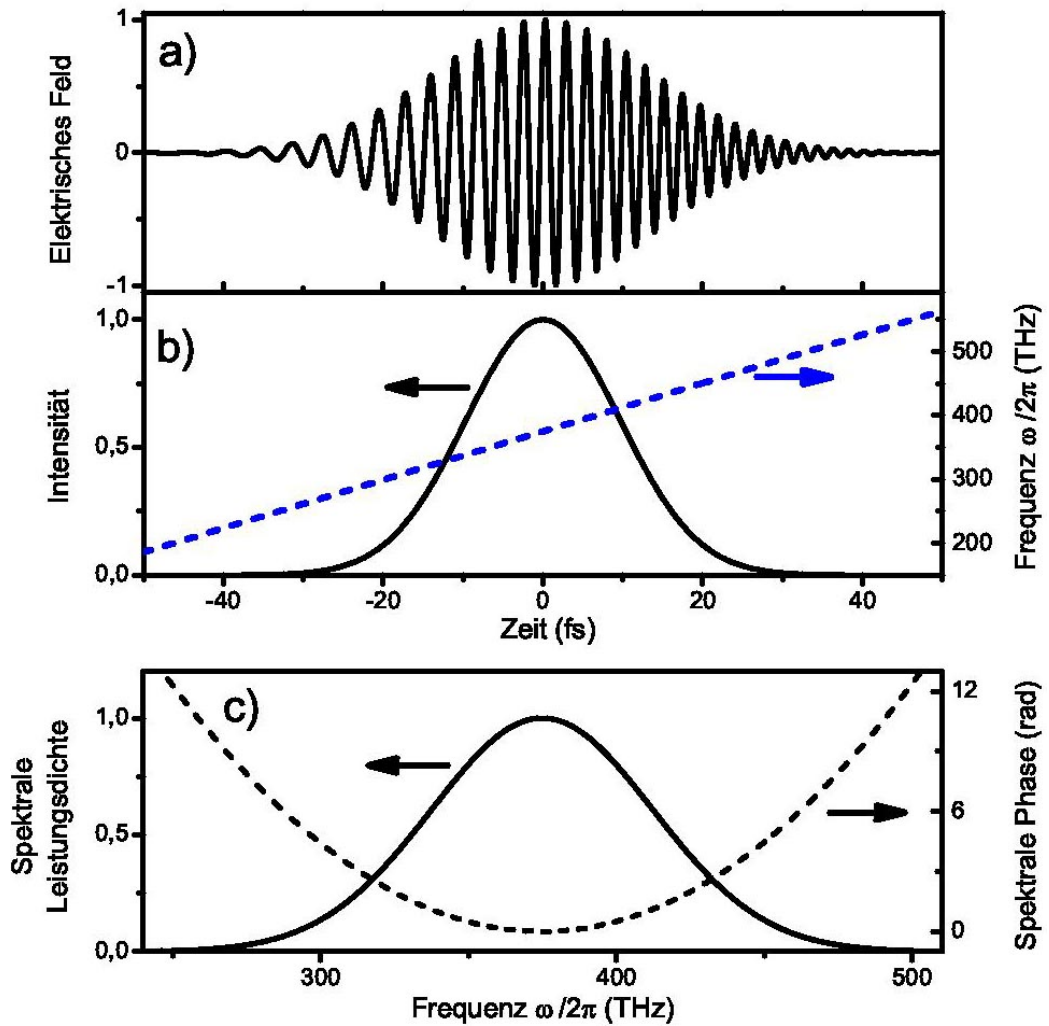 a)
Elektrisches Feld
1
0
-1
b)
Intensität
1,0
0,5
0,0
Frequenz ω/2π (THz)
500
400
300
200
-40 -20 0 20 40
Zeit (fs)
c)
Spektrale
Leistungsdichte
1,0
0,5
0,0
Spektrale Phase (rad)
12
6
0
300 400 500
Frequenz ω/2π (THz)